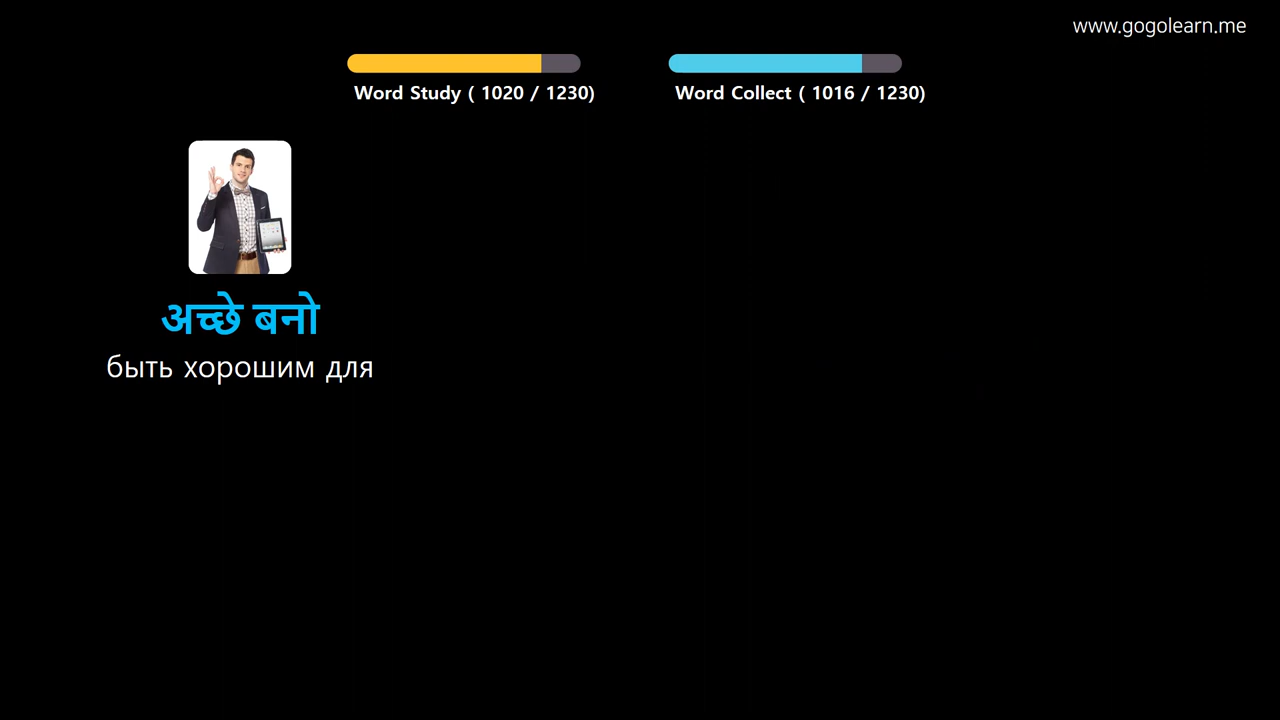 www.gogolearn.me
Word Study ( 1020 / 1230)
Word Collect ( 1016 / 1230)
अच्छे बनो
быть хорошим для